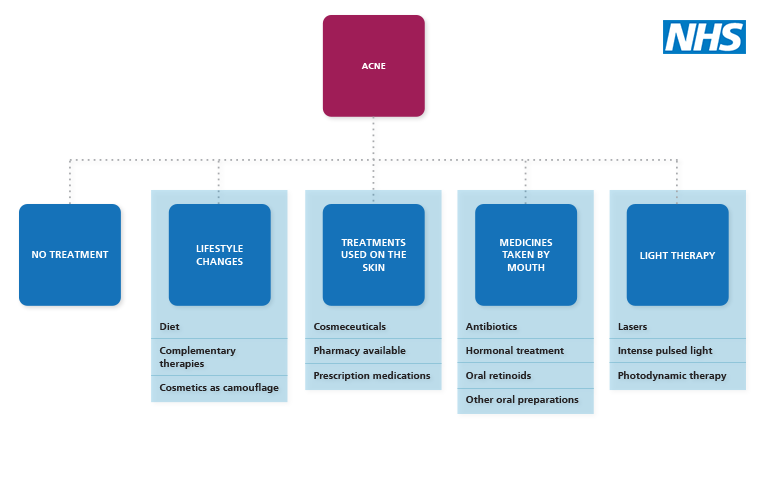 ACNE
NHS
NO TREATMENT
LIFESTYLE
CHANGES
Diet
Complementary
therapies
Cosmetics as camouflage
TREATMENTS
USED ON THE
SKIN
Cosmeceuticals
Pharmacy available
Prescription medications
MEDICINES
TAKEN BY
MOUTH
Antibiotics
Hormonal treatment
Oral retinoids
Other oral preparations
LIGHT THERAPY
Lasers
Intense pulsed light
Photodynamic therapy